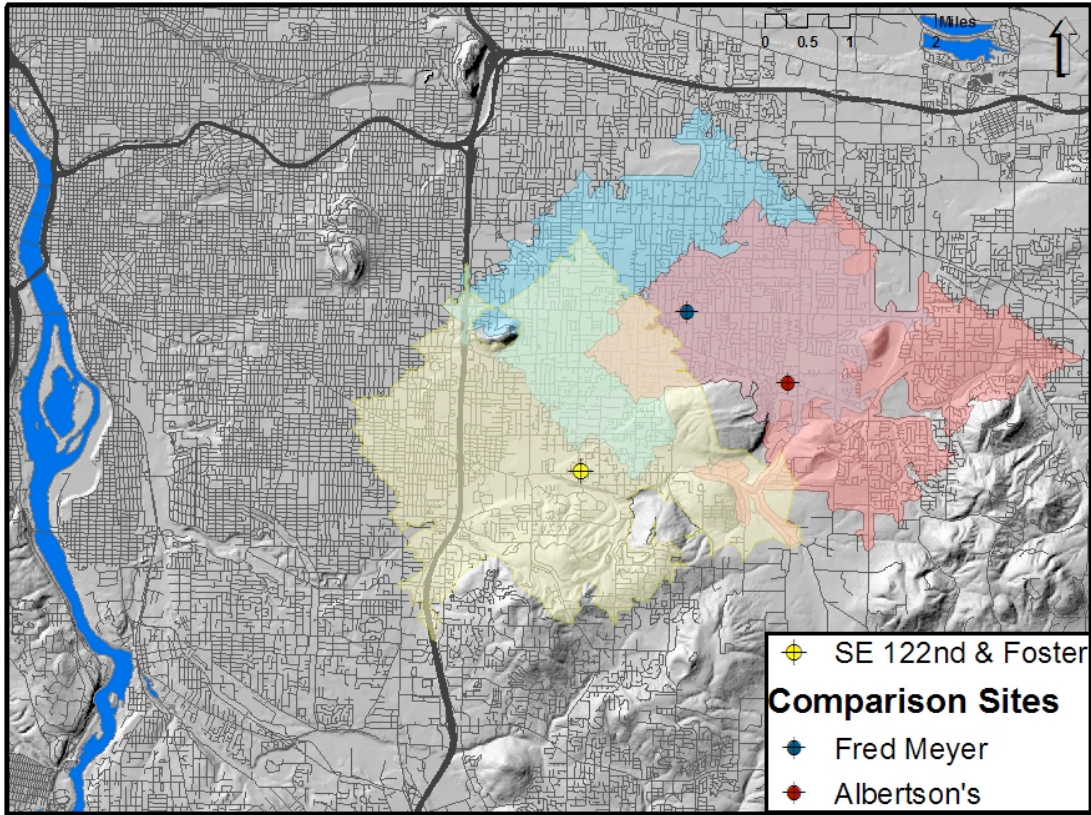 Miles
0 0.5 1 2
SE 122nd & Foster
Comparison Sites
Fred Meyer
Albertson's